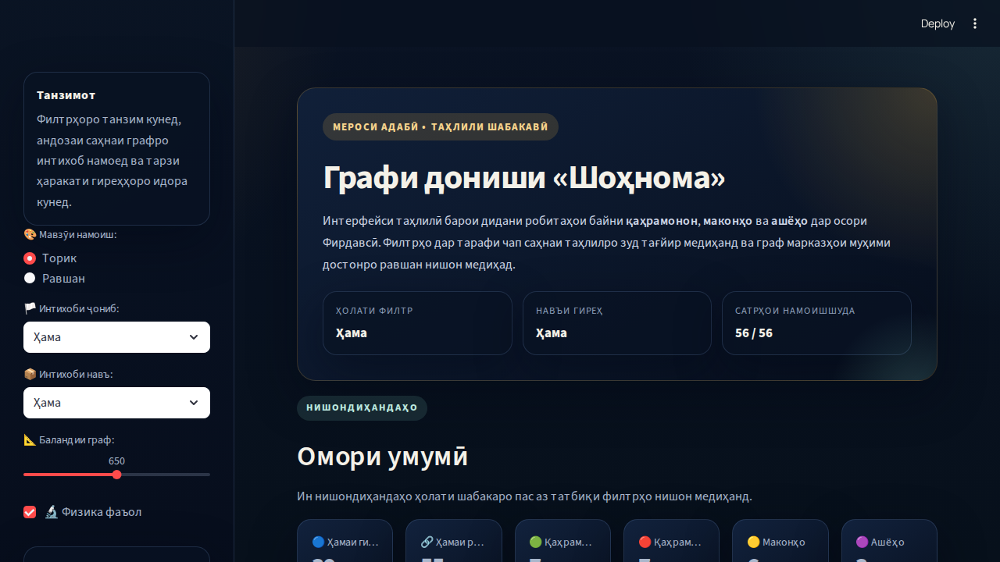 Deploy
Танзимот
Филтрҳоро танзим кунед,
андозаи саҳнаи графро
интихоб намоед ва тарзи
ҳаракати гиреҳҳоро идора
кунед.
🎨 Мавзӯи намоиш:
Торик
Равшан
🏳️ Интихоби ҷониб:
Ҳама
📦 Интихоби навъ:
Ҳама
📐 Баландии граф:
650
🔬 Физика фаъол
МЕРОСИ АДАБӢ • ТАҲЛИЛИ ШАБАКАВӢ
Графи дониши «Шоҳнома»
Интерфейси таҳлилӣ барои дидани робитаҳои байни қаҳрамонон, маконҳо ва ашёҳо дар осори
Фирдавсӣ. Филтрҳо дар тарафи чап саҳнаи таҳлилро зуд тағйир медиҳанд ва граф марказҳои муҳими
достонро равшан нишон медиҳад.
ҲОЛАТИ ФИЛТР
Ҳама
НАВЪИ ГИРЕҲ
Ҳама
САТРҲОИ НАМОИШШУДА
56 / 56
НИШОНДИҲАНДАҲО
Омори умумӣ
Ин нишондиҳандаҳо ҳолати шабакаро пас аз татбиқи филтрҳо нишон медиҳанд.
🔵 Ҳамаи ги…
🔗 Ҳамаи р…
🟢 Қаҳрам…
🔴 Қаҳрам…
🟡 Маконҳо
🟣 Ашёҳо